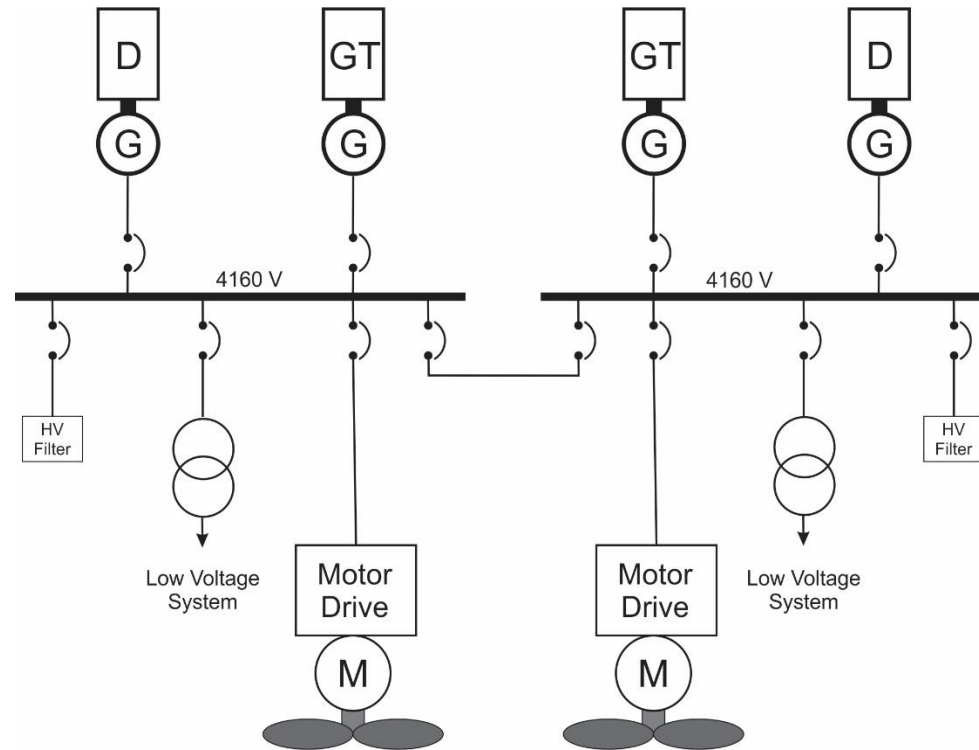 D
GT
GT
D
G
G
G
G
4160 V
4160 V
HV
Filter
HV
Filter
Low Voltage
System
Motor
Drive
Motor
Drive
Low Voltage
System
M
M